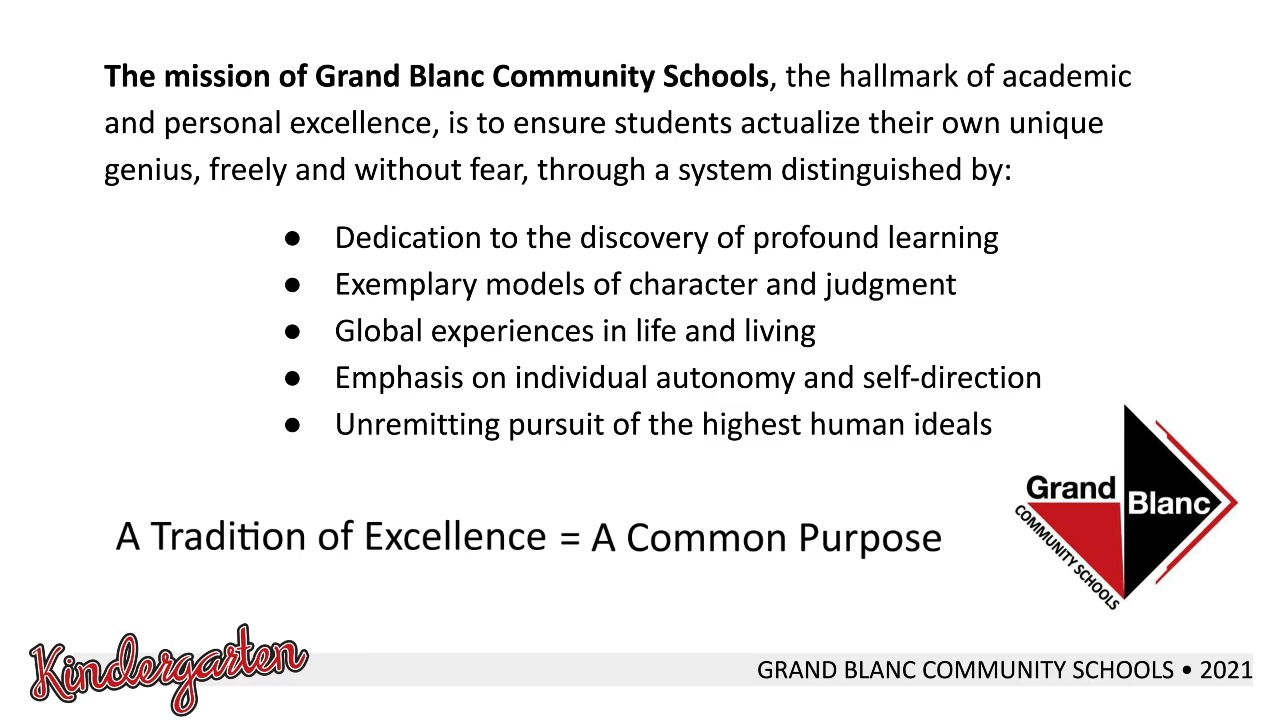 The mission of Grand Blanc Community Schools, the hallmark of academic
and personal excellence, is to ensure students actualize their own unique
genius, freely and without fear, through a system distinguished by:
● Dedication to the discovery of profound learning
● Exemplary models of character and judgment
● Global experiences in life and living
● Emphasis on individual autonomy and self-direction
● Unremitting pursuit of the highest human ideals
A Tradition of Excellence = A Common Purpose
Grand Blanc
COMMUNITY SCHOOLS
Kindergarten
GRAND BLANC COMMUNITY SCHOOLS • 2021